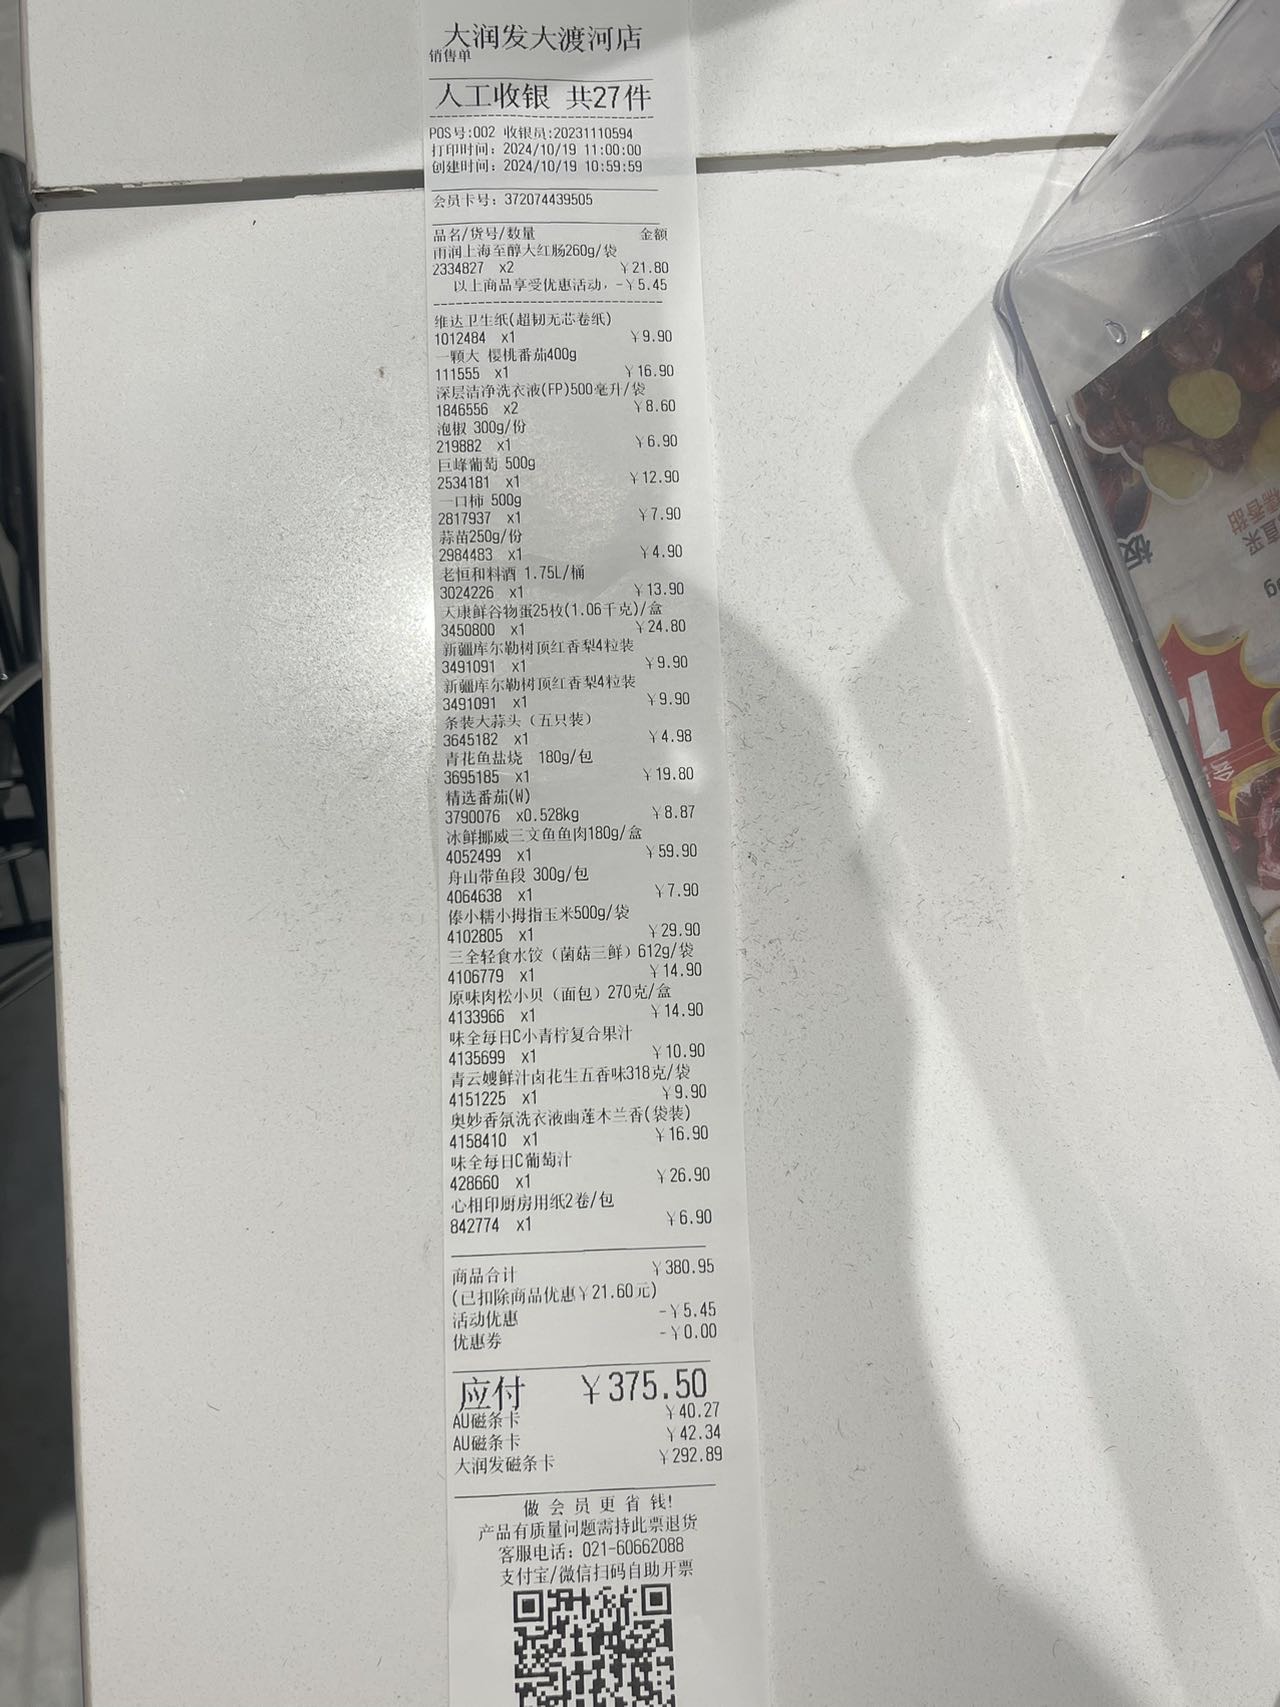 大润发大渡河店
销售单
人工收银 共27件
POS号:002 收银员:20231110594
打印时间: 2024/10/19 11:00:00
创建时间: 2024/10/19 10:59:59
会员卡号: 372074439505
品名/货号/数量 金额
雨润上海至醇大红肠260g/袋
2334827 x2 ¥21.80
以上商品享受优惠活动,-¥5.45
维达卫生纸(超韧无芯卷纸)
1012484 x1 ¥9.90
一颗大 樱桃番茄400g
111555 x1 ¥16.90
深层洁净洗衣液(FP)500毫升/袋
1846556 x2 ¥8.60
泡椒 300g/份
219882 x1 ¥6.90
巨峰葡萄 500g
2534181 x1 ¥12.90
一口柿 500g
2817937 x1 ¥7.90
蒜苗250g/份
2984483 x1 ¥4.90
老恒和料酒 1.75L/桶
3024226 x1 ¥13.90
天康鲜谷物蛋25枚(1.06千克)/盒
3450800 x1 ¥24.80
新疆库尔勒树顶红香梨4粒装
3491091 x1 ¥9.90
新疆库尔勒树顶红香梨4粒装
3491091 x1 ¥9.90
条装大蒜头(五只装)
3645182 x1 ¥4.98
青花鱼盐烧 180g/包
3695185 x1 ¥19.80
精选番茄(W)
3790076 x0.528kg ¥8.87
冰鲜挪威三文鱼鱼肉180g/盒
4052499 x1 ¥59.90
舟山带鱼段 300g/包
4064638 x1 ¥7.90
傣小糯小拇指玉米500g/袋
4102805 x1 ¥29.90
三全轻食水饺(菌菇三鲜)612g/袋
4106779 x1 ¥14.90
原味肉松小贝(面包)270克/盒
4133966 x1 ¥14.90
味全每日C小青柠复合果汁
4135699 x1 ¥10.90
青云嫂鲜汁卤花生五香味318克/袋
4151225 x1 ¥9.90
奥妙香氛洗衣液幽莲木兰香(袋装)
4158410 x1 ¥16.90
味全每日C葡萄汁
428660 x1 ¥26.90
心相印厨房用纸2卷/包
842774 x1 ¥6.90
商品合计 ¥380.95
(已扣除商品优惠¥21.60元)
活动优惠 -¥5.45
优惠券 -¥0.00
应付 ¥375.50
AU磁条卡 ¥40.27
AU磁条卡 ¥42.34
大润发磁条卡 ¥292.89
做会员更省钱!
产品有质量问题需持此票退货
客服电话: 021-60662088
支付宝/微信扫码自助开票